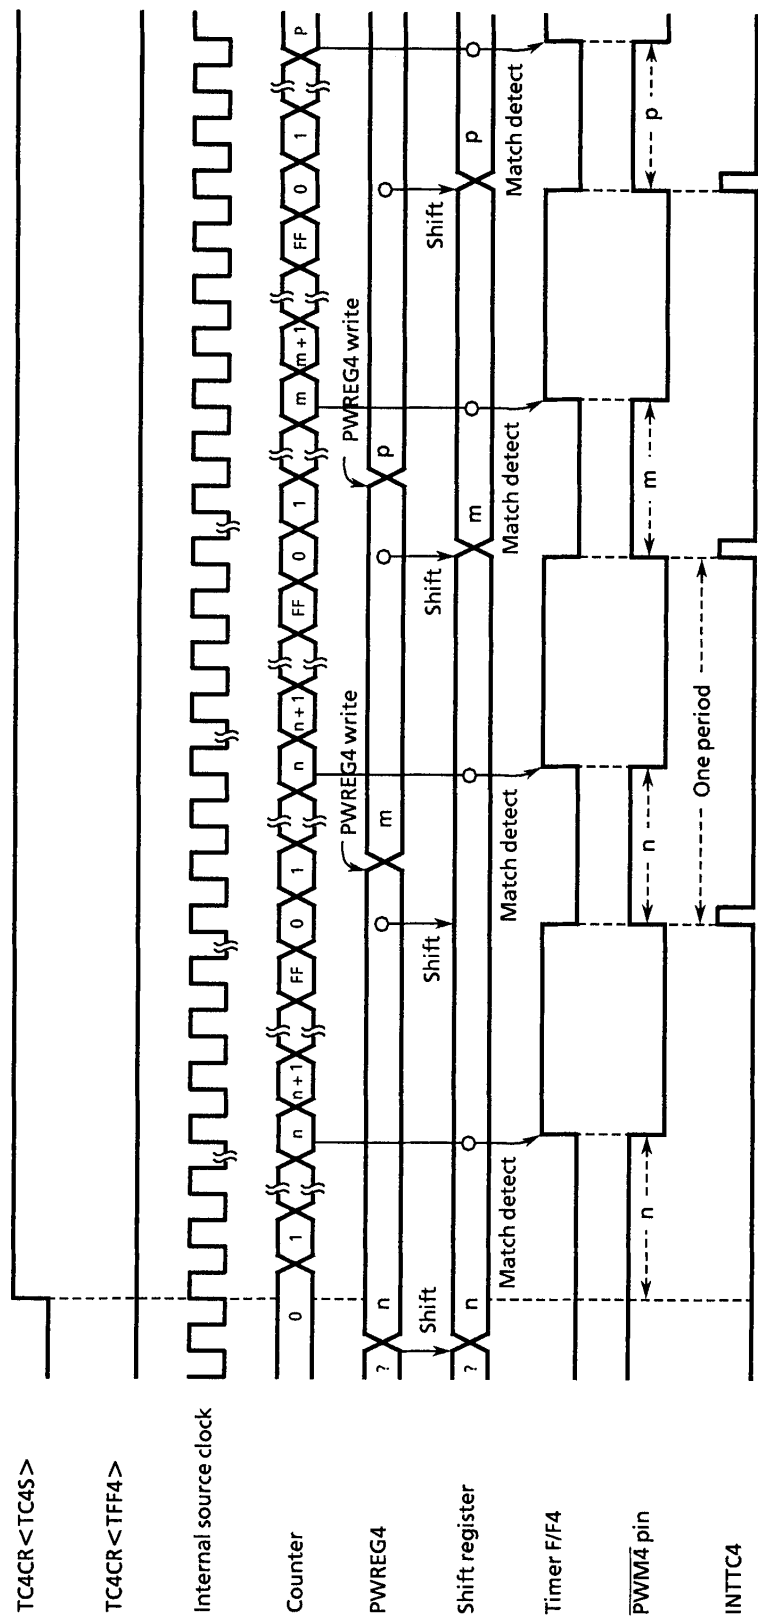 TC4CR<TC4S>
TC4CR<TFF4>
Internal source clock
Counter
0 1 n n+1 FF 0 1 n n+1 FF 0 1 m m+1 FF 0 1 p
PWREG4 write
PWREG4 write
PWREG4
? n m p
Shift
Shift
Shift
Shift
Shift register
? n m p
Match detect
Match detect
Match detect
Match detect
Timer F/F4
PWM4 pin
n n m p
One period
INTTC4